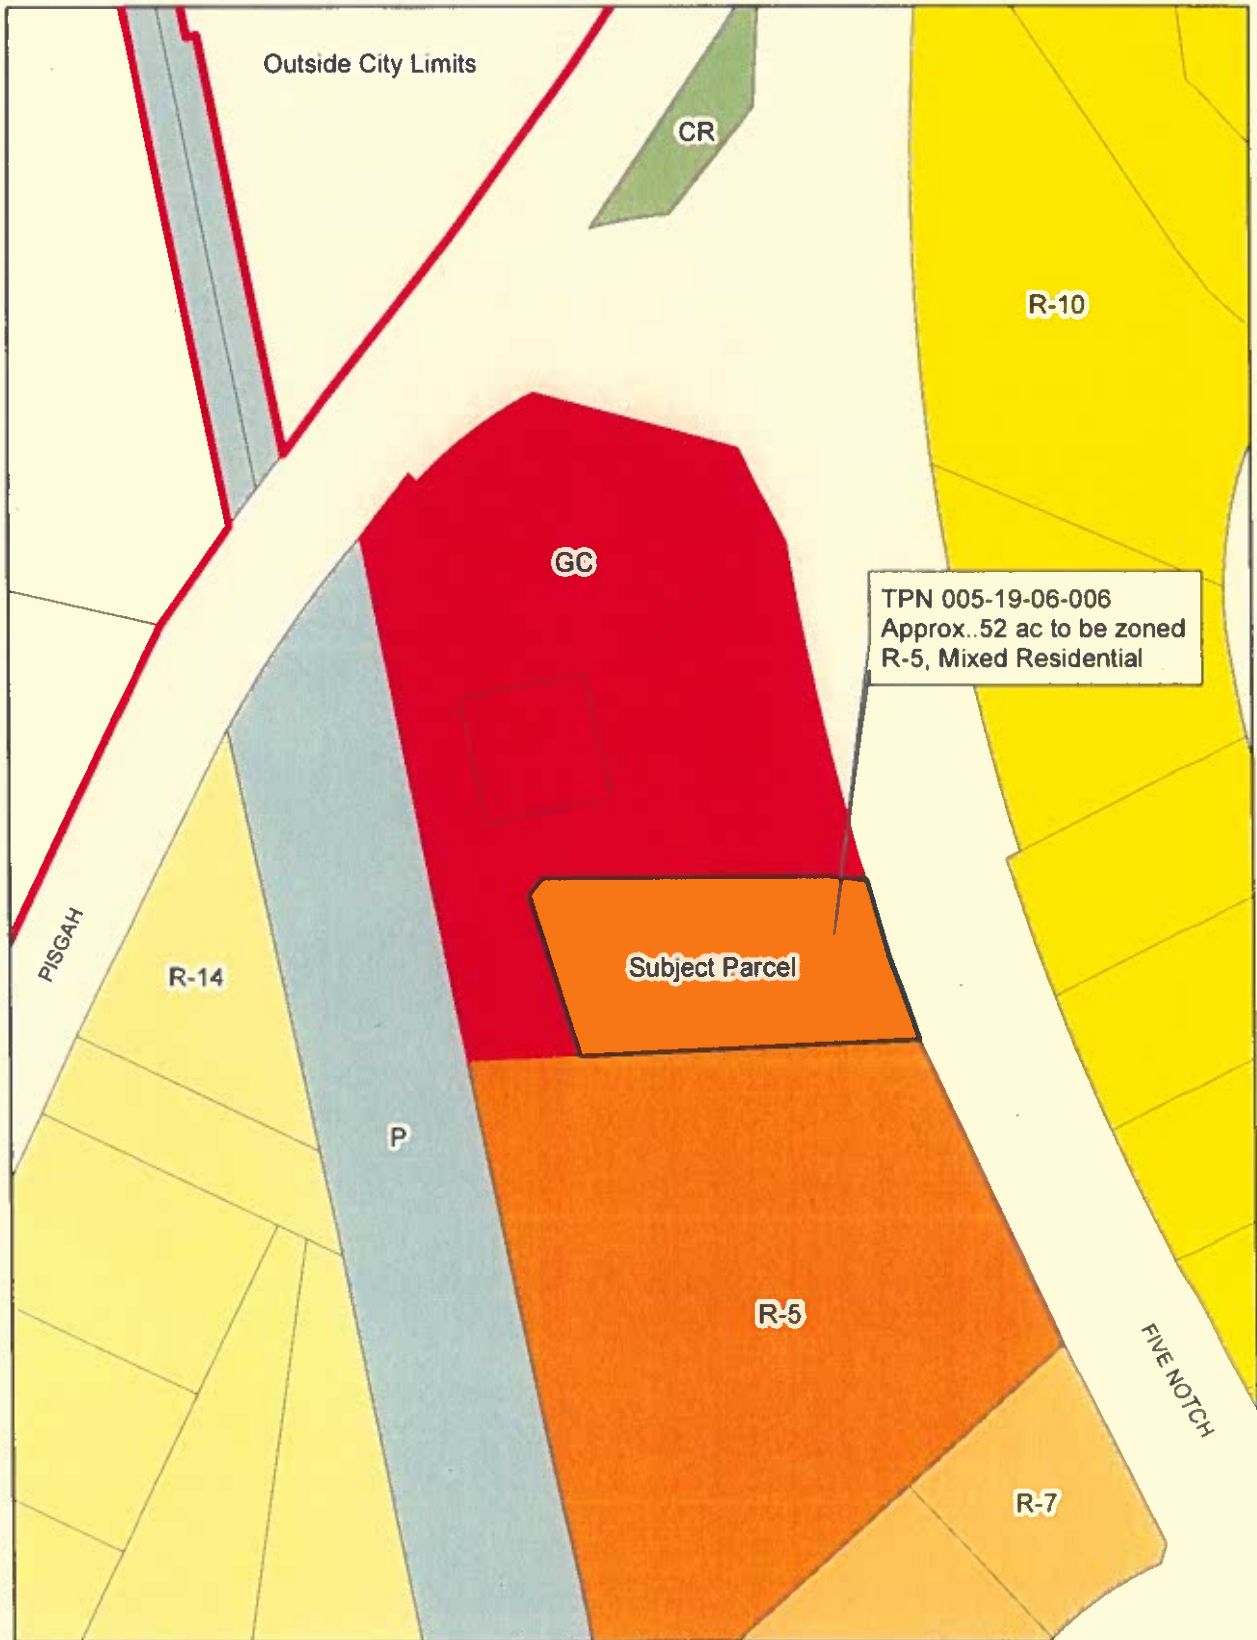 Outside City Limits
CR
R-10
GC
TPN 005-19-06-006
Approx..52 ac to be zoned
R-5, Mixed Residential
PISGAH
R-14
Subject Parcel
P
R-5
FIVE NOTCH
R-7